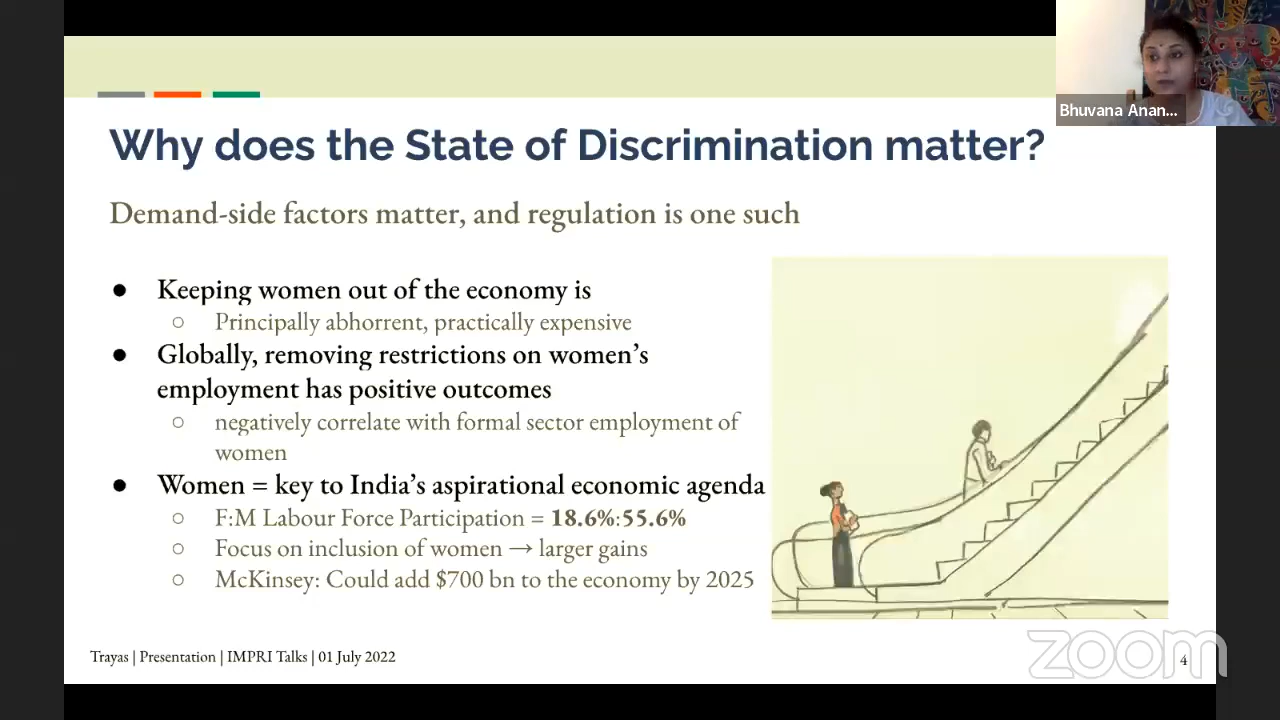 Bhuvana Anan...
Why does the State of Discrimination matter?
Demand-side factors matter, and regulation is one such
● Keeping women out of the economy is
○ Principally abhorrent, practically expensive
● Globally, removing restrictions on women’s
employment has positive outcomes
○ negatively correlate with formal sector employment of
women
● Women = key to India’s aspirational economic agenda
○ F:M Labour Force Participation = 18.6%:55.6%
○ Focus on inclusion of women → larger gains
○ McKinsey: Could add $700 bn to the economy by 2025
Trayas | Presentation | IMPRI Talks | 01 July 2022
zoom
4